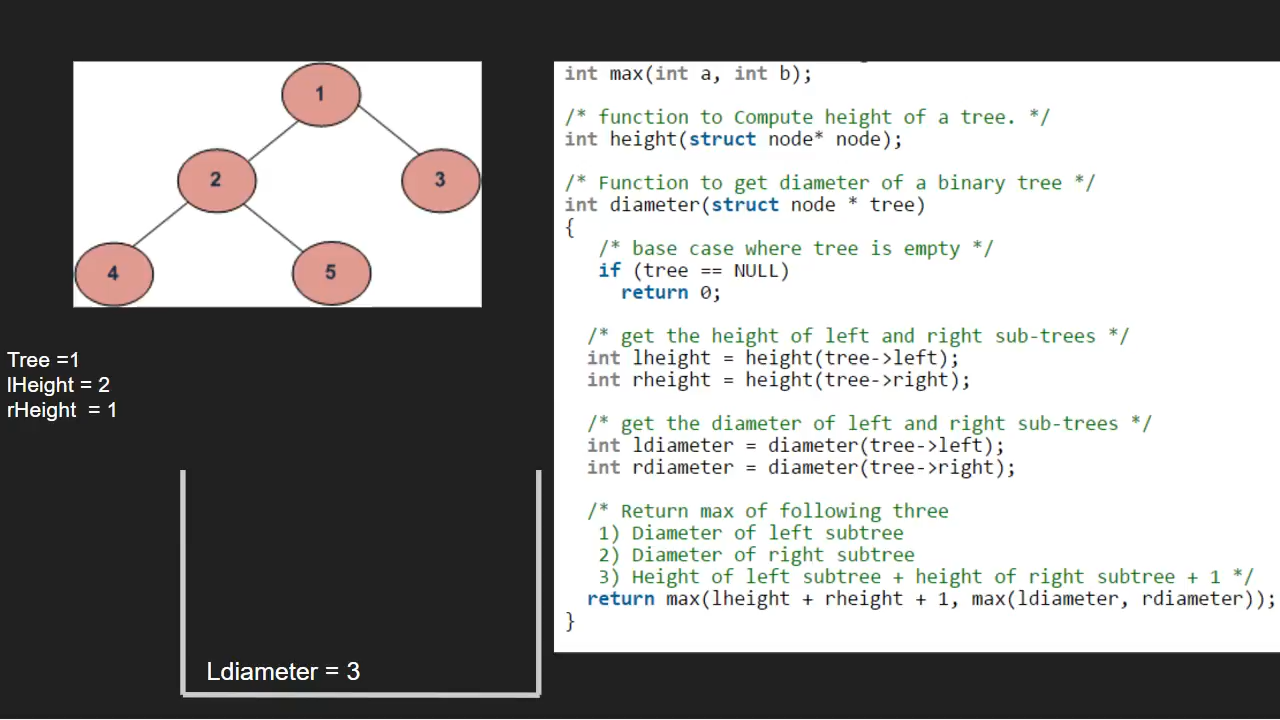 1
2
3
4
5
Tree =1
lHeight = 2
rHeight  = 1
Ldiameter = 3
int max(int a, int b);
/* function to Compute height of a tree. */
int height(struct node* node);
/* Function to get diameter of a binary tree */
int diameter(struct node * tree)
{
   /* base case where tree is empty */
   if (tree == NULL)
     return 0;
  /* get the height of left and right sub-trees */
  int lheight = height(tree->left);
  int rheight = height(tree->right);
  /* get the diameter of left and right sub-trees */
  int ldiameter = diameter(tree->left);
  int rdiameter = diameter(tree->right);
  /* Return max of following three
   1) Diameter of left subtree
   2) Diameter of right subtree
   3) Height of left subtree + height of right subtree + 1 */
  return max(lheight + rheight + 1, max(ldiameter, rdiameter));
}